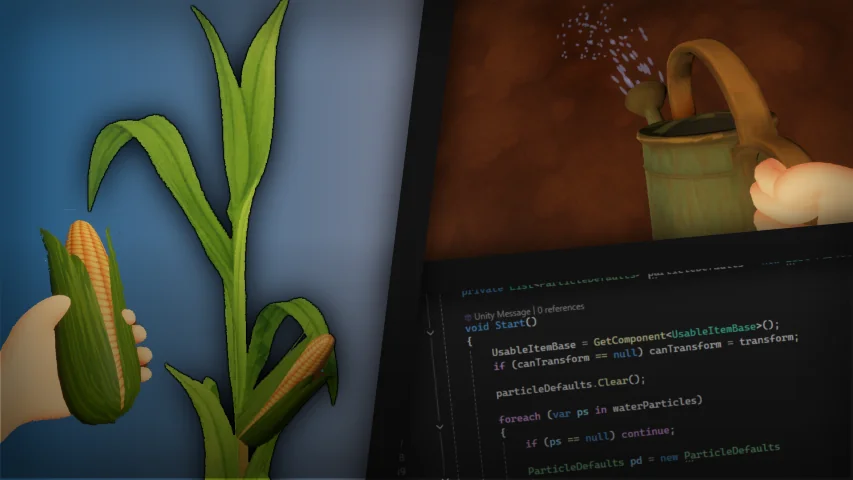 private List<ParticleDefaults> particleDefaults
Unity Message | 0 references
void Start()
{
UsableItemBase = GetComponent<UsableItemBase>();
if (canTransform == null) canTransform = transform;
particleDefaults.Clear();
foreach (var ps in waterParticles)
{
if (ps == null) continue;
ParticleDefaults pd = new ParticleDefaults